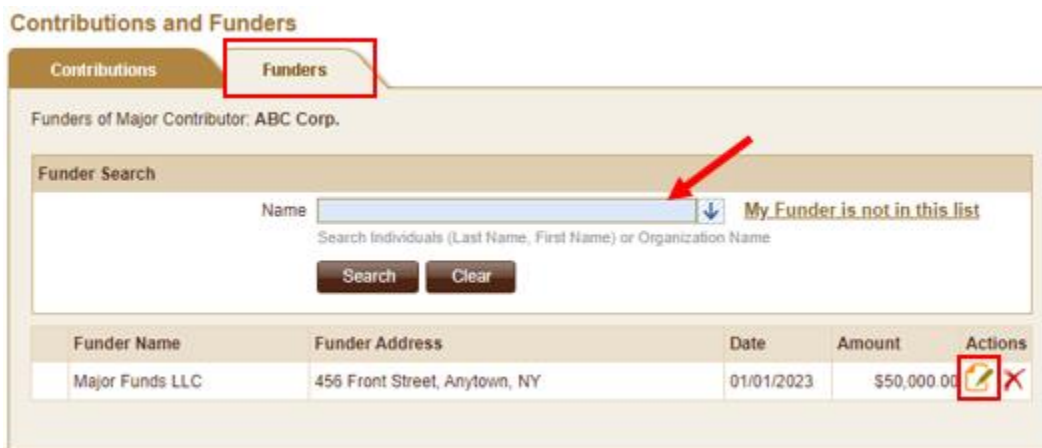 Contributions and Funders
Contributions Funders
Funders of Major Contributor: ABC Corp.
Funder Search
Name My Funder is not in this list
Search Individuals (Last Name, First Name) or Organization Name
Search Clear
Funder Name Funder Address Date Amount Actions
Major Funds LLC 456 Front Street, Anytown, NY 01/01/2023 $50,000.00